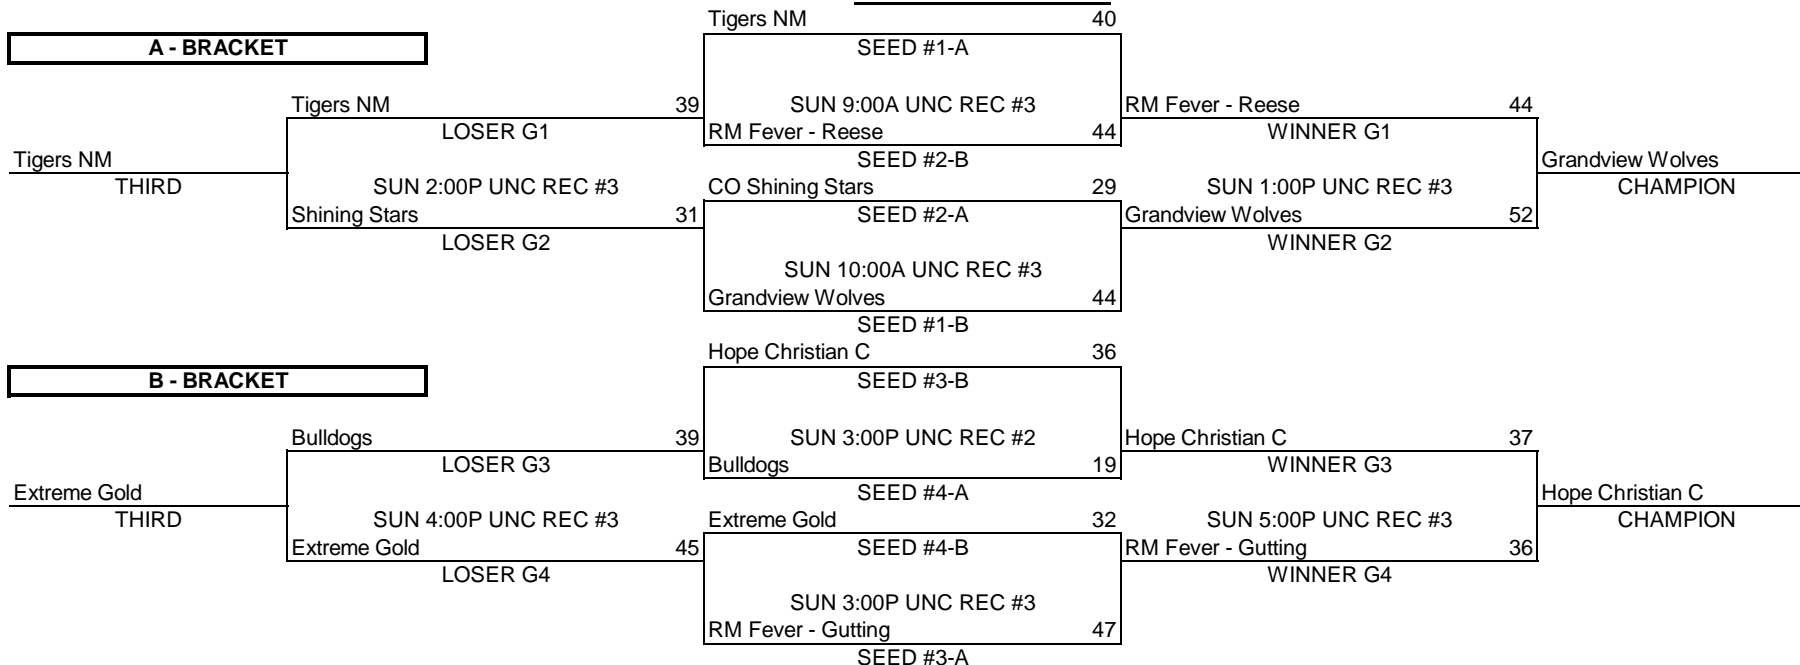 Tigers NM 40
A - BRACKET
SEED #1-A
Tigers NM 39
SUN 9:00A UNC REC #3
RM Fever - Reese 44
LOSER G1
RM Fever - Reese 44
WINNER G1
Tigers NM
SEED #2-B
Grandview Wolves
THIRD
SUN 2:00P UNC REC #3
CO Shining Stars 29
SUN 1:00P UNC REC #3
CHAMPION
Shining Stars 31
SEED #2-A
Grandview Wolves 52
LOSER G2
WINNER G2
SUN 10:00A UNC REC #3
Grandview Wolves 44
SEED #1-B
Hope Christian C 36
B - BRACKET
SEED #3-B
Bulldogs 39
SUN 3:00P UNC REC #2
Hope Christian C 37
LOSER G3
Bulldogs 19
WINNER G3
Extreme Gold
SEED #4-A
Hope Christian C
THIRD
SUN 4:00P UNC REC #3
Extreme Gold 32
SUN 5:00P UNC REC #3
CHAMPION
Extreme Gold 45
SEED #4-B
RM Fever - Gutting 36
LOSER G4
WINNER G4
SUN 3:00P UNC REC #3
RM Fever - Gutting 47
SEED #3-A